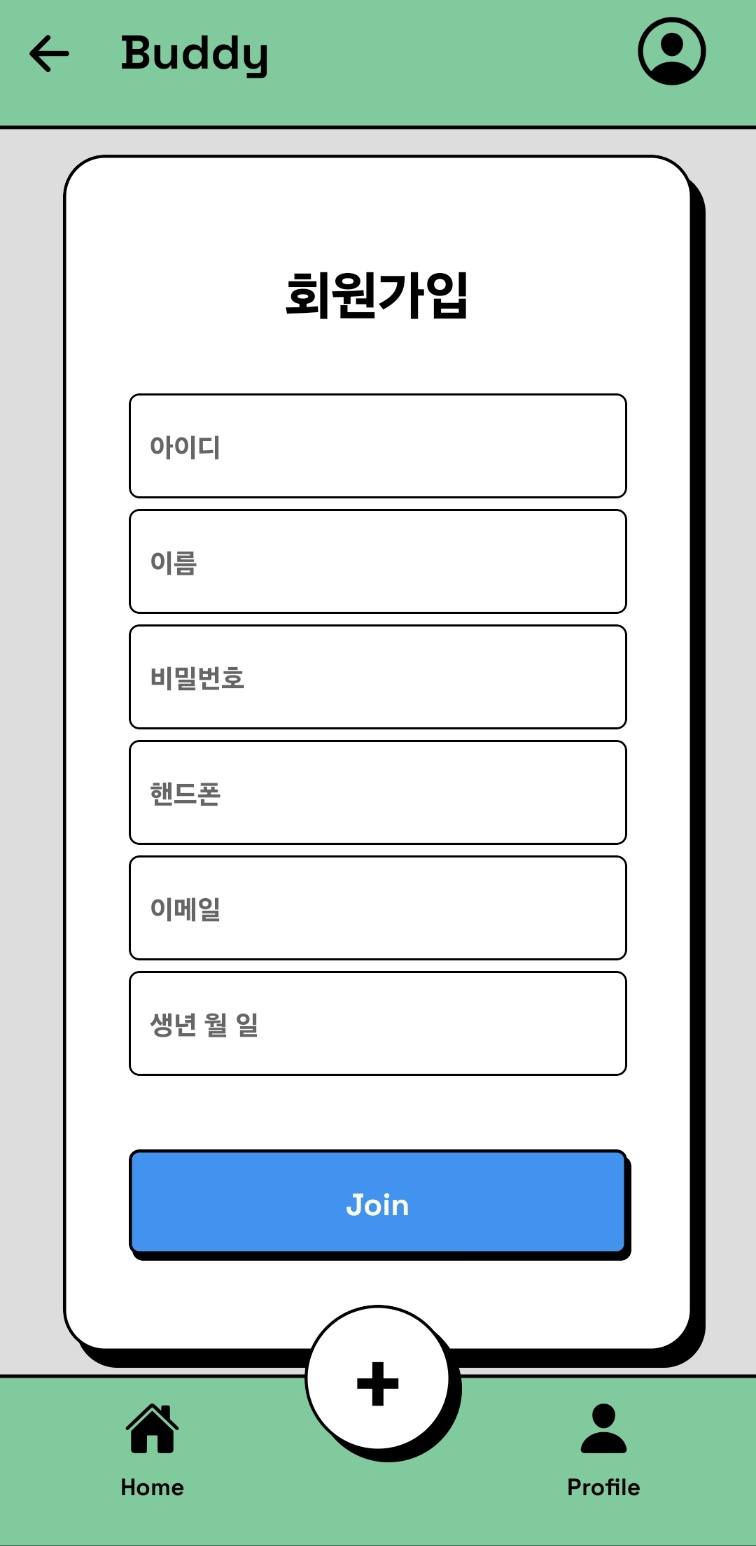 Buddy
회원가입
아이디
이름
비밀번호
핸드폰
이메일
생년 월 일
Join
+
Home
Profile